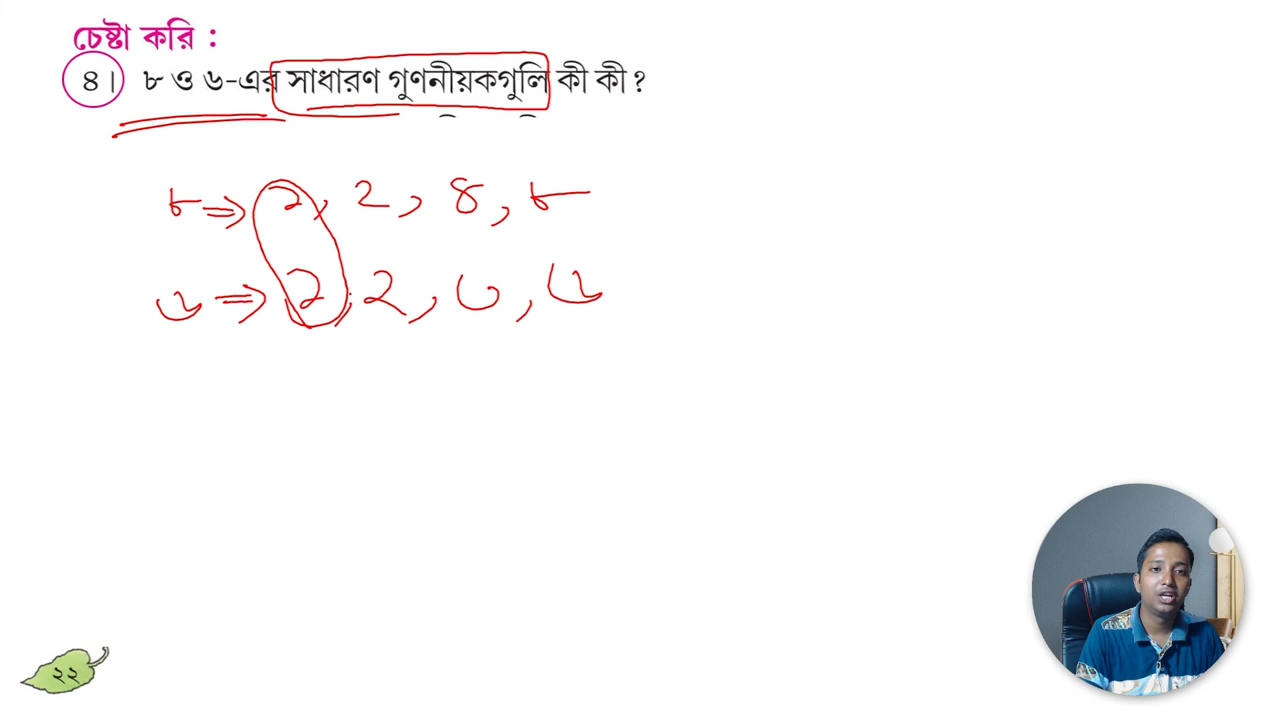 চেষ্টা করি :
৪। ৮ ও ৬-এর সাধারণ গুণনীয়কগুলি কী কী ?
৮ ⇒ ১, ২, ৪, ৮
৬ ⇒ ১, ২, ৩, ৬
২২